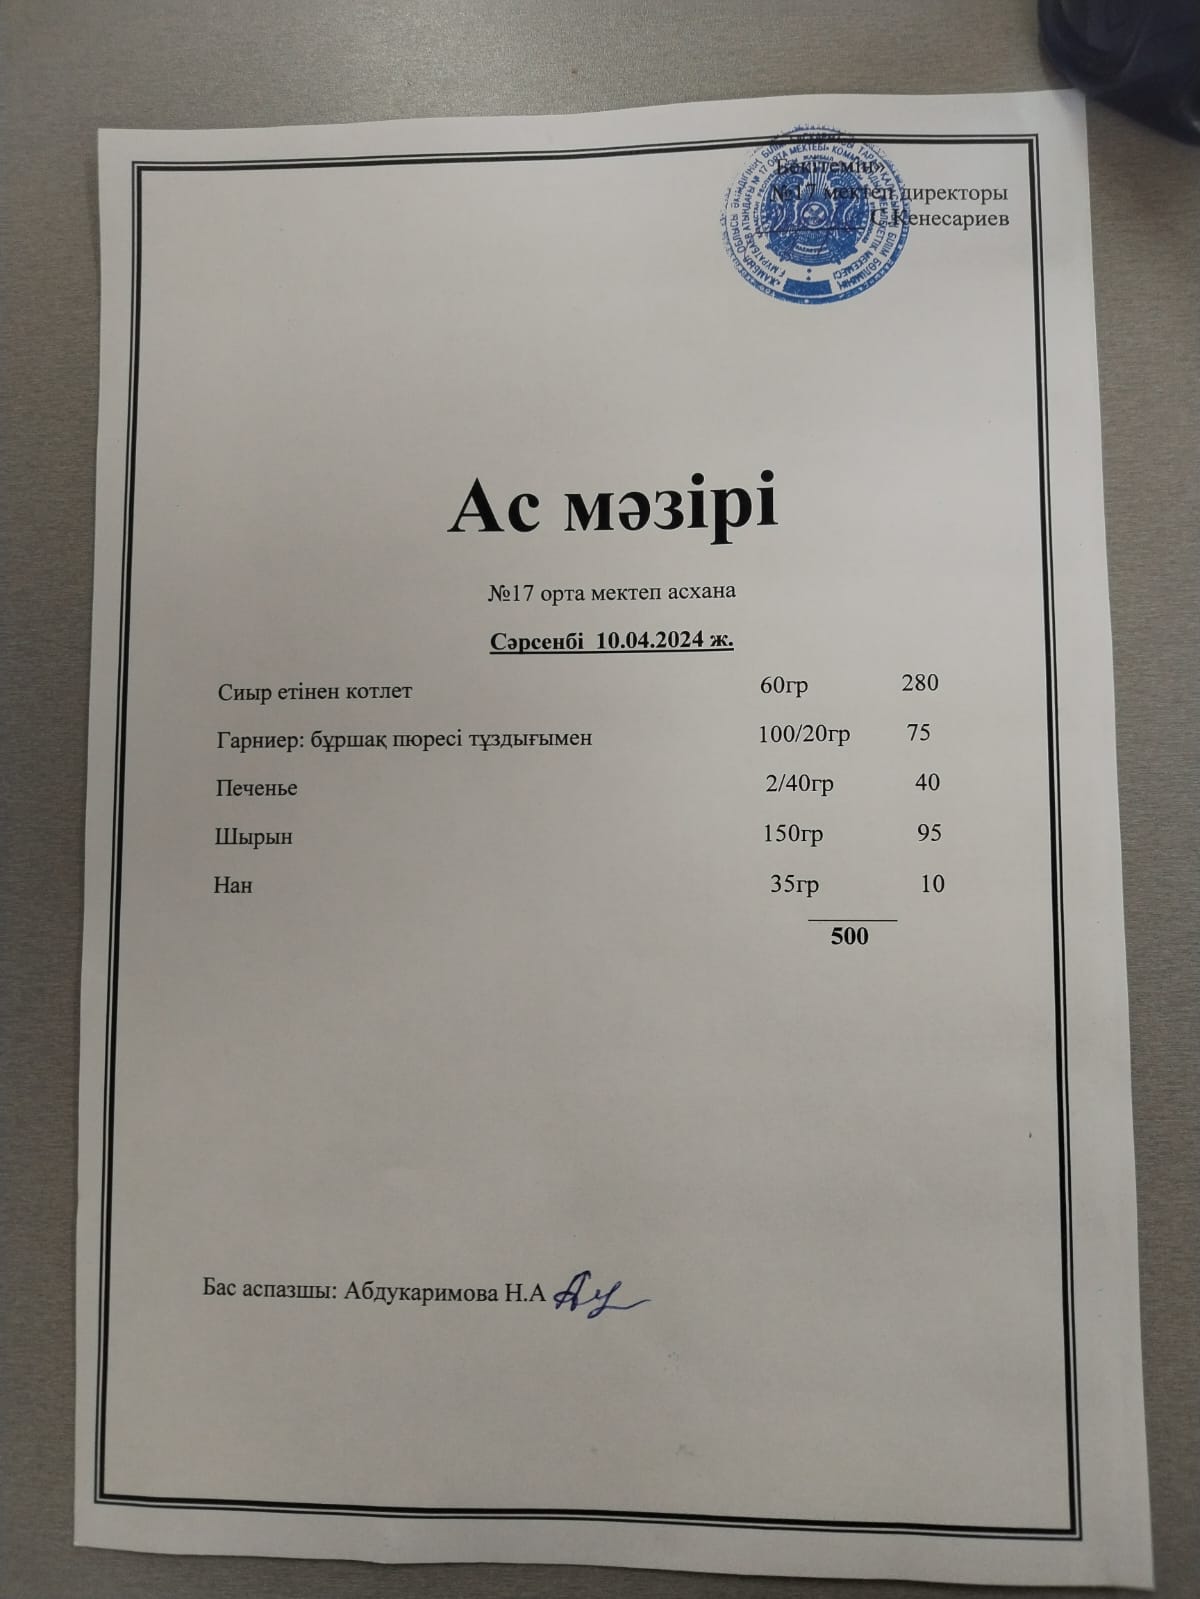 Бекітемін»
№17 мектеп директоры
С.Кенесариев
Ас мәзірі
№17 орта мектеп асхана
Сәрсенбі 10.04.2024 ж.
Сиыр етінен котлет 60гр 280
Гарниер: бұршақ пюресі тұздығымен 100/20гр 75
Печенье 2/40гр 40
Шырын 150гр 95
Нан 35гр 10
500
Бас аспазшы: Абдукаримова Н.А